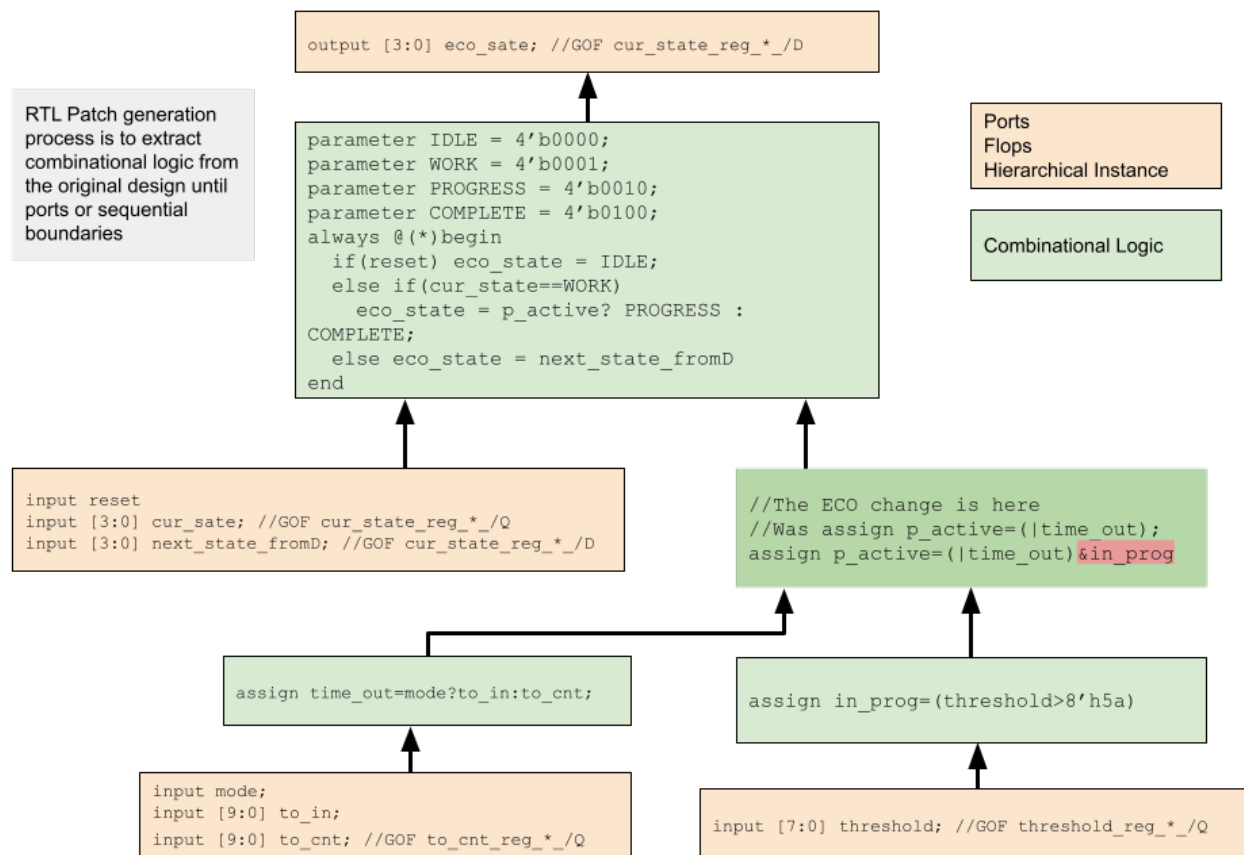 output [3:0] eco_sate; //GOF cur_state_reg_*_/D
RTL Patch generation
process is to extract
combinational logic from
the original design until
ports or sequential
boundaries
parameter IDLE = 4’b0000;
parameter WORK = 4’b0001;
parameter PROGRESS = 4’b0010;
parameter COMPLETE = 4’b0100;
always @(*)begin
  if(reset) eco_state = IDLE;
  else if(cur_state==WORK)
    eco_state = p_active? PROGRESS :
COMPLETE;
  else eco_state = next_state_fromD
end
Ports
Flops
Hierarchical Instance
Combinational Logic
input reset
input [3:0] cur_sate; //GOF cur_state_reg_*_/Q
input [3:0] next_state_fromD; //GOF cur_state_reg_*_/D
//The ECO change is here
//Was assign p_active=(|time_out);
assign p_active=(|time_out)&in_prog
assign time_out=mode?to_in:to_cnt;
assign in_prog=(threshold>8’h5a)
input mode;
input [9:0] to_in;
input [9:0] to_cnt; //GOF to_cnt_reg_*_/Q
input [7:0] threshold; //GOF threshold_reg_*_/Q